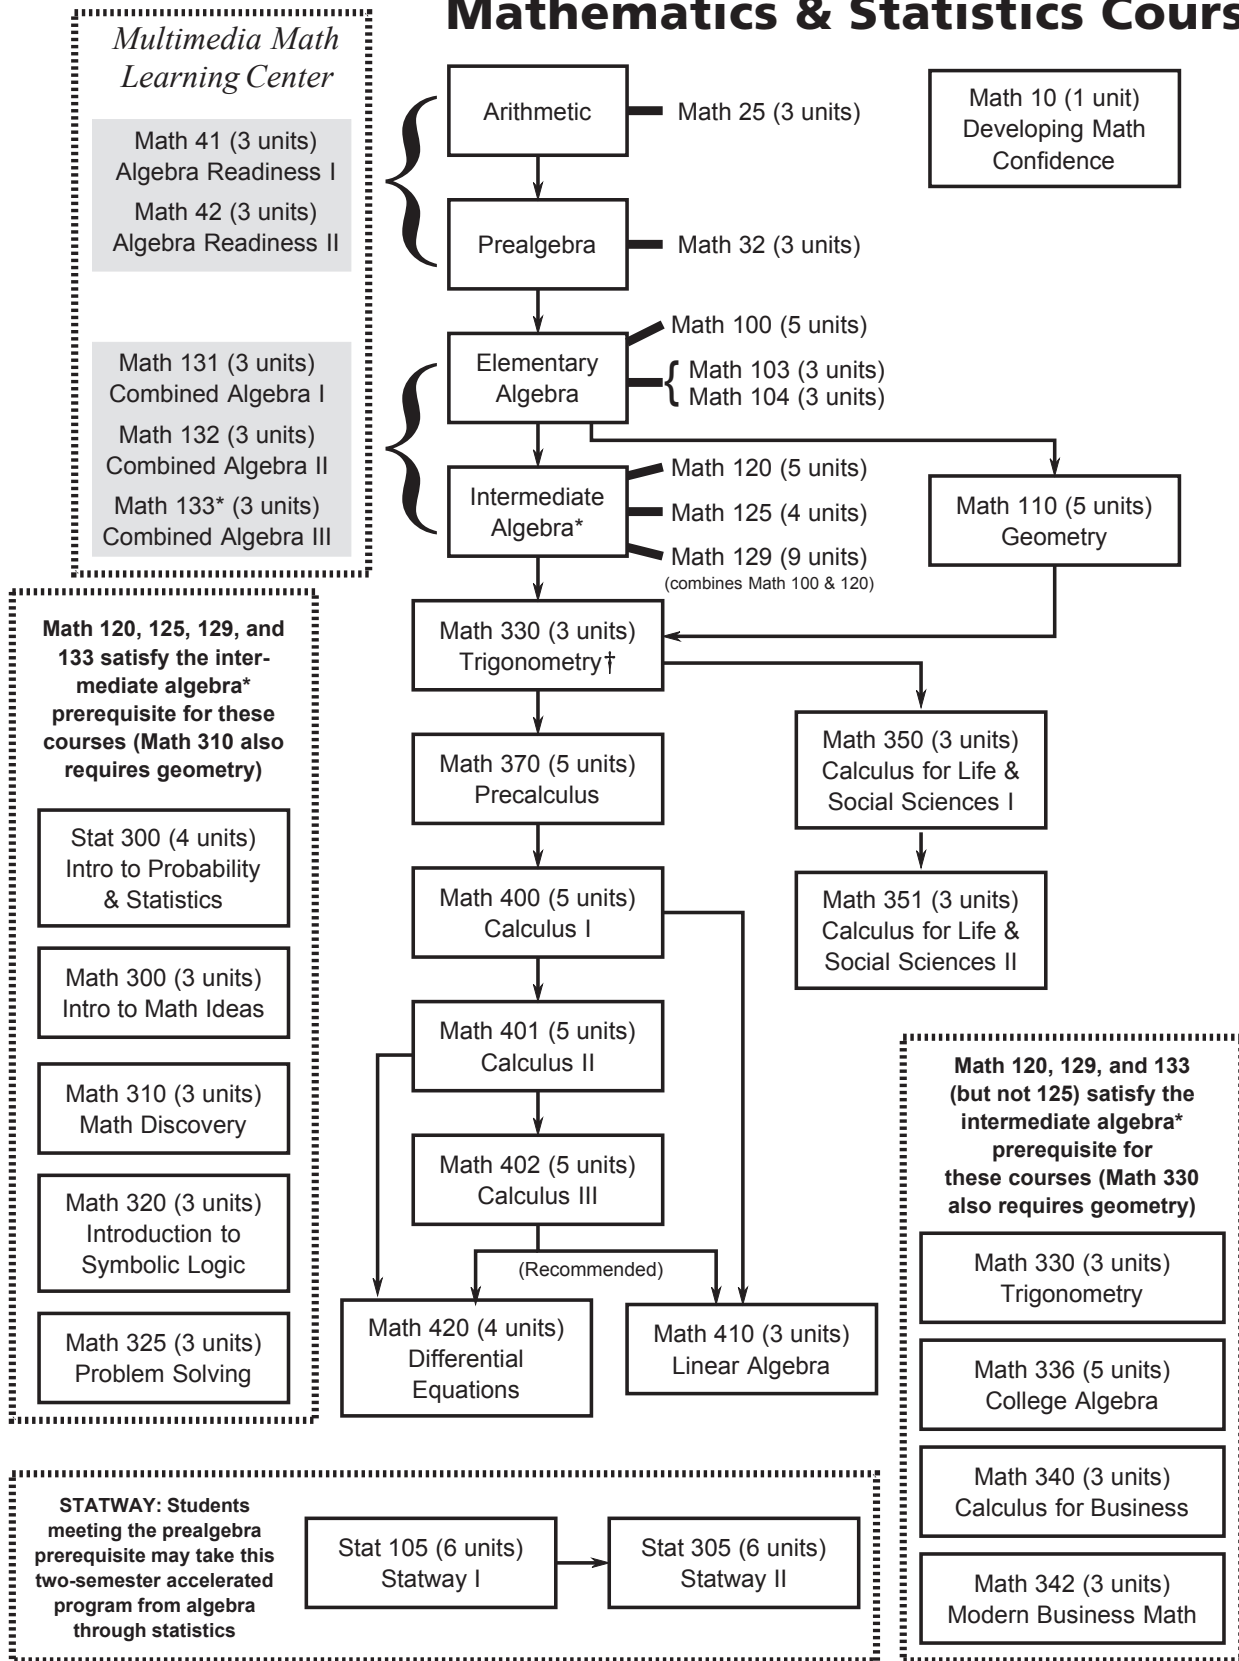 Mathematics & Statistics Cours
Multimedia Math
Learning Center
Math 41 (3 units)
Algebra Readiness I
Math 42 (3 units)
Algebra Readiness II
Math 131 (3 units)
Combined Algebra I
Math 132 (3 units)
Combined Algebra II
Math 133* (3 units)
Combined Algebra III
Arithmetic
Math 25 (3 units)
Math 10 (1 unit)
Developing Math
Confidence
Prealgebra
Math 32 (3 units)
Elementary
Algebra
Math 100 (5 units)
Math 103 (3 units)
Math 104 (3 units)
Intermediate
Algebra*
Math 120 (5 units)
Math 125 (4 units)
Math 129 (9 units)
(combines Math 100 & 120)
Math 110 (5 units)
Geometry
Math 120, 125, 129, and
133 satisfy the inter-
mediate algebra*
prerequisite for these
courses (Math 310 also
requires geometry)
Stat 300 (4 units)
Intro to Probability
& Statistics
Math 300 (3 units)
Intro to Math Ideas
Math 310 (3 units)
Math Discovery
Math 320 (3 units)
Introduction to
Symbolic Logic
Math 325 (3 units)
Problem Solving
Math 330 (3 units)
Trigonometry†
Math 370 (5 units)
Precalculus
Math 400 (5 units)
Calculus I
Math 401 (5 units)
Calculus II
Math 402 (5 units)
Calculus III
(Recommended)
Math 420 (4 units)
Differential
Equations
Math 410 (3 units)
Linear Algebra
Math 350 (3 units)
Calculus for Life &
Social Sciences I
Math 351 (3 units)
Calculus for Life &
Social Sciences II
Math 120, 129, and 133
(but not 125) satisfy the
intermediate algebra*
prerequisite for
these courses (Math 330
also requires geometry)
Math 330 (3 units)
Trigonometry
Math 336 (5 units)
College Algebra
Math 340 (3 units)
Calculus for Business
Math 342 (3 units)
Modern Business Math
STATWAY: Students
meeting the prealgebra
prerequisite may take this
two-semester accelerated
program from algebra
through statistics
Stat 105 (6 units)
Statway I
Stat 305 (6 units)
Statway II